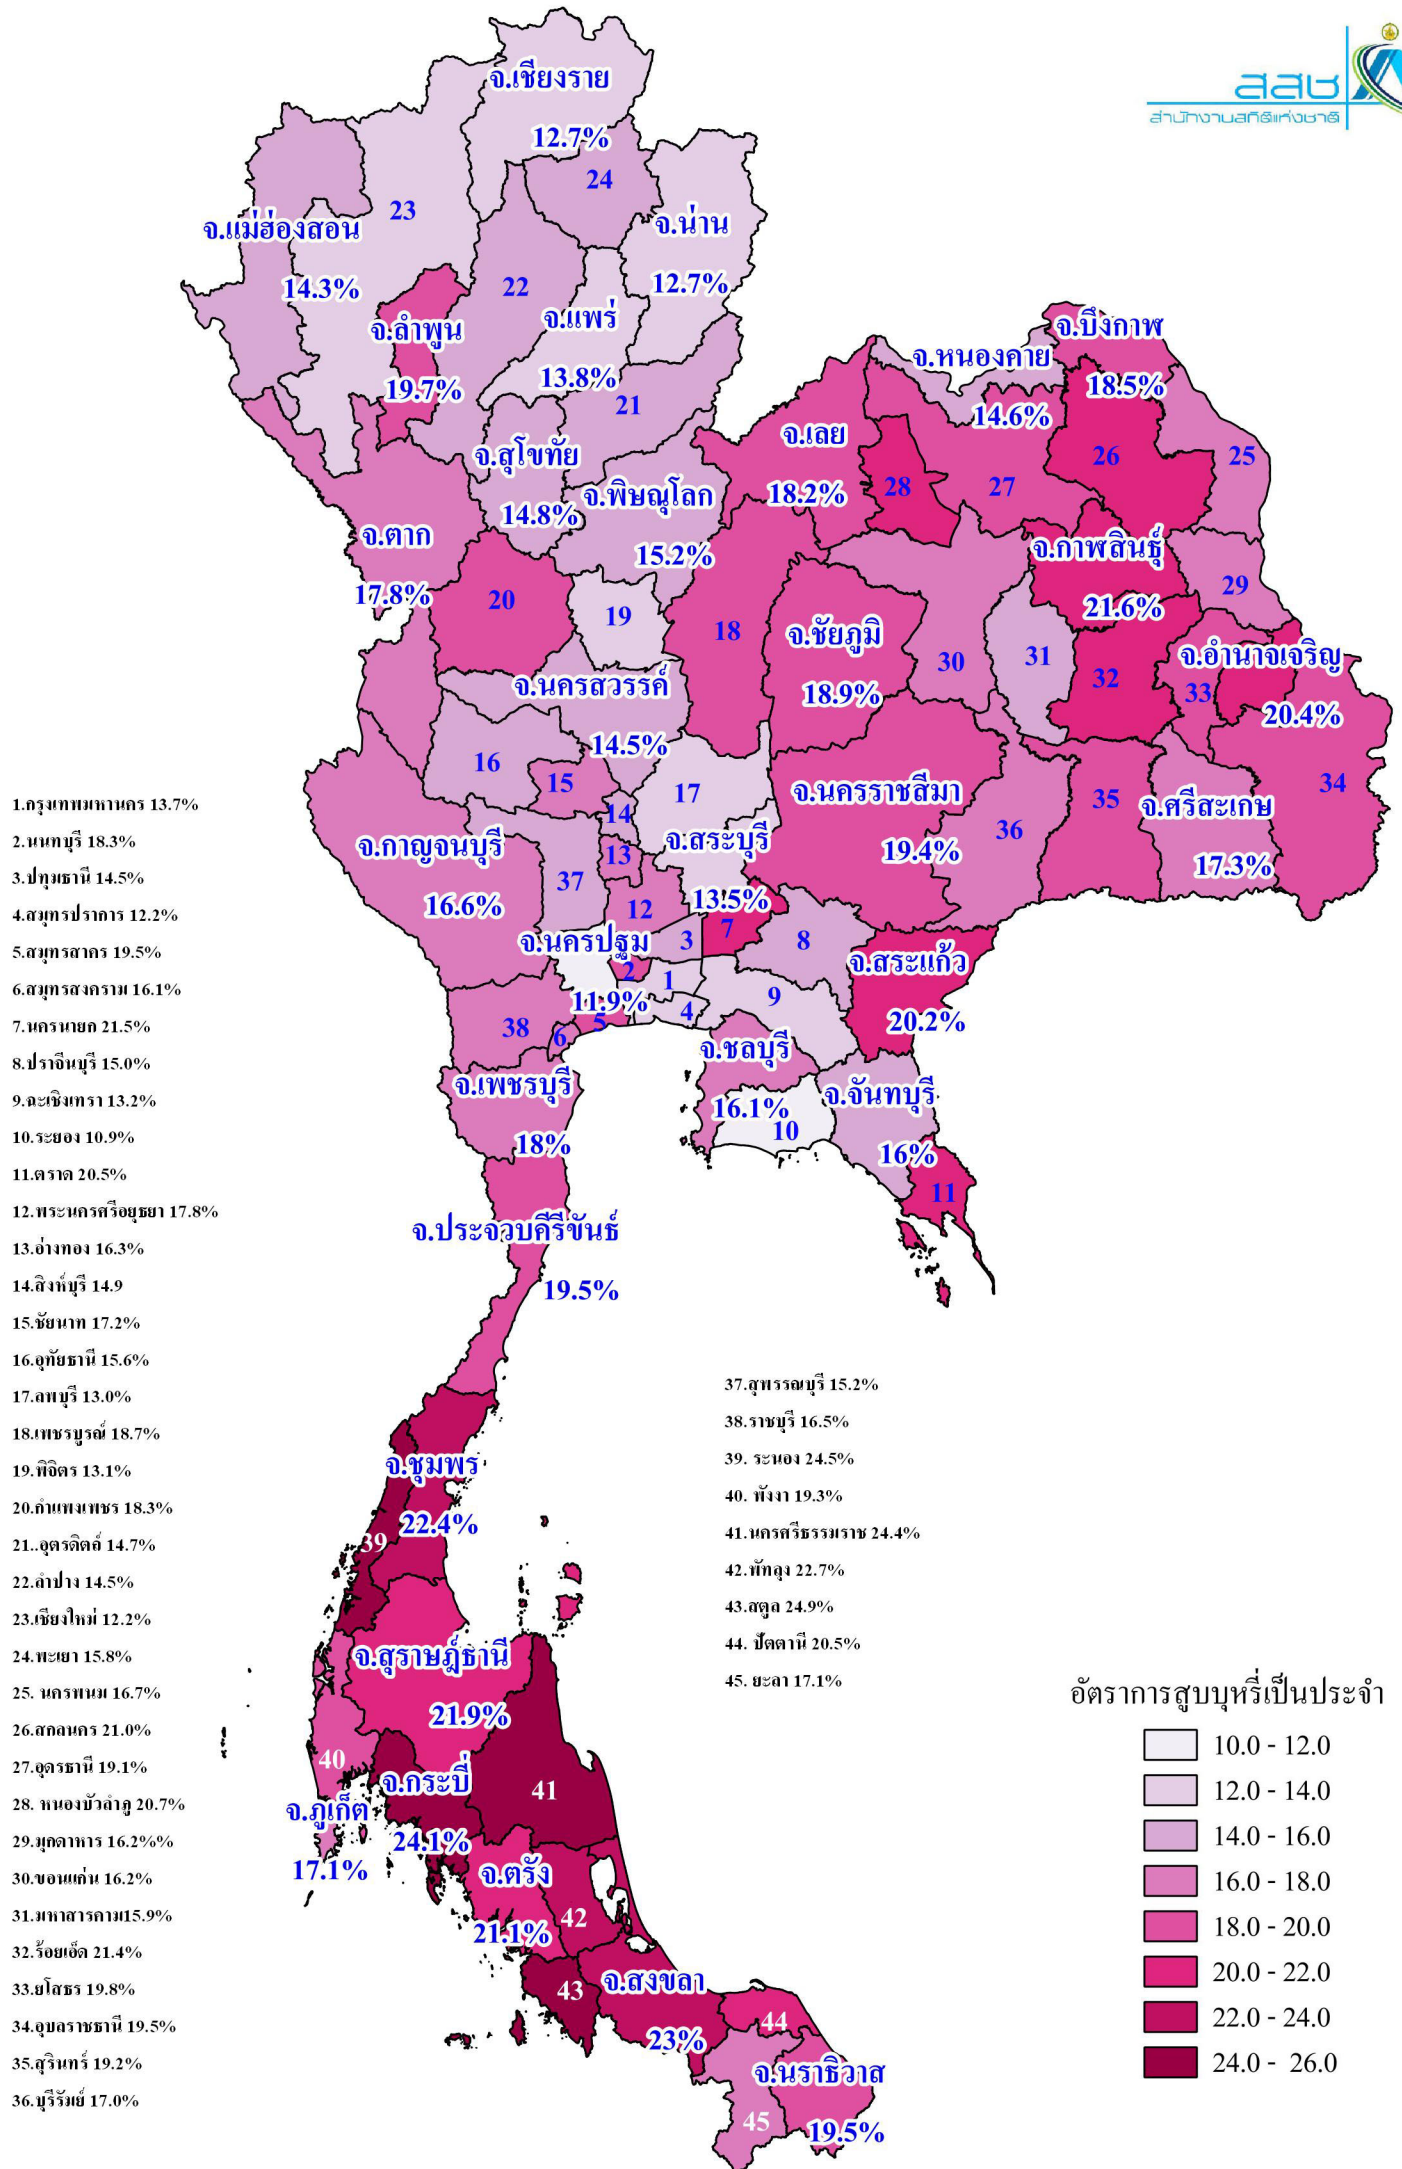 สสช
สำนักงานสถิติแห่งชาติ
จ.เชียงราย
12.7%
24
23
จ.น่าน
12.7%
จ.แม่ฮ่องสอน
14.3%
22
จ.แพร่
13.8%
จ.ลำพูน
19.7%
21
จ.บึงกาฬ
18.5%
จ.หนองคาย
14.6%
จ.เลย
18.2%
28
27
26
25
จ.สุโขทัย
14.8%
จ.พิษณุโลก
15.2%
จ.ตาก
17.8%
จ.กาฬสินธุ์
21.6%
29
20
19
18
จ.ชัยภูมิ
18.9%
30
31
32
33
จ.อำนาจเจริญ
20.4%
34
จ.นครสวรรค์
14.5%
16
15
14
17
จ.นครราชสีมา
19.4%
36
35
จ.ศรีสะเกษ
17.3%
จ.กาญจนบุรี
16.6%
37
13
จ.สระบุรี
13.5%
12
7
8
3
จ.นครปฐม
11.9%
2
1
9
4
จ.สระแก้ว
20.2%
38
6
5
จ.ชลบุรี
16.1%
10
จ.จันทบุรี
16%
11
จ.เพชรบุรี
18%
จ.ประจวบคีรีขันธ์
19.5%
จ.ชุมพร
22.4%
39
จ.สุราษฎ์ธานี
21.9%
40
จ.กระบี่
24.1%
41
จ.ภูเก็ต
17.1%
จ.ตรัง
21.1%
42
43
จ.สงขลา
23%
44
จ.นราธิวาส
19.5%
45
1.กรุงเทพมหานคร 13.7%
2.นนทบุรี 18.3%
3.ปทุมธานี 14.5%
4.สมุทรปราการ 12.2%
5.สมุทรสาคร 19.5%
6.สมุทรสงคราม 16.1%
7.นครนายก 21.5%
8.ปราจีนบุรี 15.0%
9.ฉะเชิงเทรา 13.2%
10.ระยอง 10.9%
11.ตราด 20.5%
12.พระนครศรีอยุธยา 17.8%
13.อ่างทอง 16.3%
14.สิงห์บุรี 14.9
15.ชัยนาท 17.2%
16.อุทัยธานี 15.6%
17.ลพบุรี 13.0%
18.เพชรบูรณ์ 18.7%
19.พิจิตร 13.1%
20.กำแพงเพชร 18.3%
21..อุตรดิตถ์ 14.7%
22.ลำปาง 14.5%
23.เชียงใหม่ 12.2%
24.พะเยา 15.8%
25. นครพนม 16.7%
26.สกลนคร 21.0%
27.อุดรธานี 19.1%
28. หนองบัวลำภู 20.7%
29.มุกดาหาร 16.2%%
30.ขอนแก่น 16.2%
31.มหาสารคาม15.9%
32.ร้อยเอ็ด 21.4%
33.ยโสธร 19.8%
34.อุบลราชธานี 19.5%
35.สุรินทร์ 19.2%
36.บุรีรัมย์ 17.0%
37.สุพรรณบุรี 15.2%
38.ราชบุรี 16.5%
39. ระนอง 24.5%
40. พังงา 19.3%
41.นครศรีธรรมราช 24.4%
42.พัทลุง 22.7%
43.สตูล 24.9%
44. ปัตตานี 20.5%
45. ยะลา 17.1%
อัตราการสูบบุหรี่เป็นประจำ
10.0 - 12.0
12.0 - 14.0
14.0 - 16.0
16.0 - 18.0
18.0 - 20.0
20.0 - 22.0
22.0 - 24.0
24.0 - 26.0